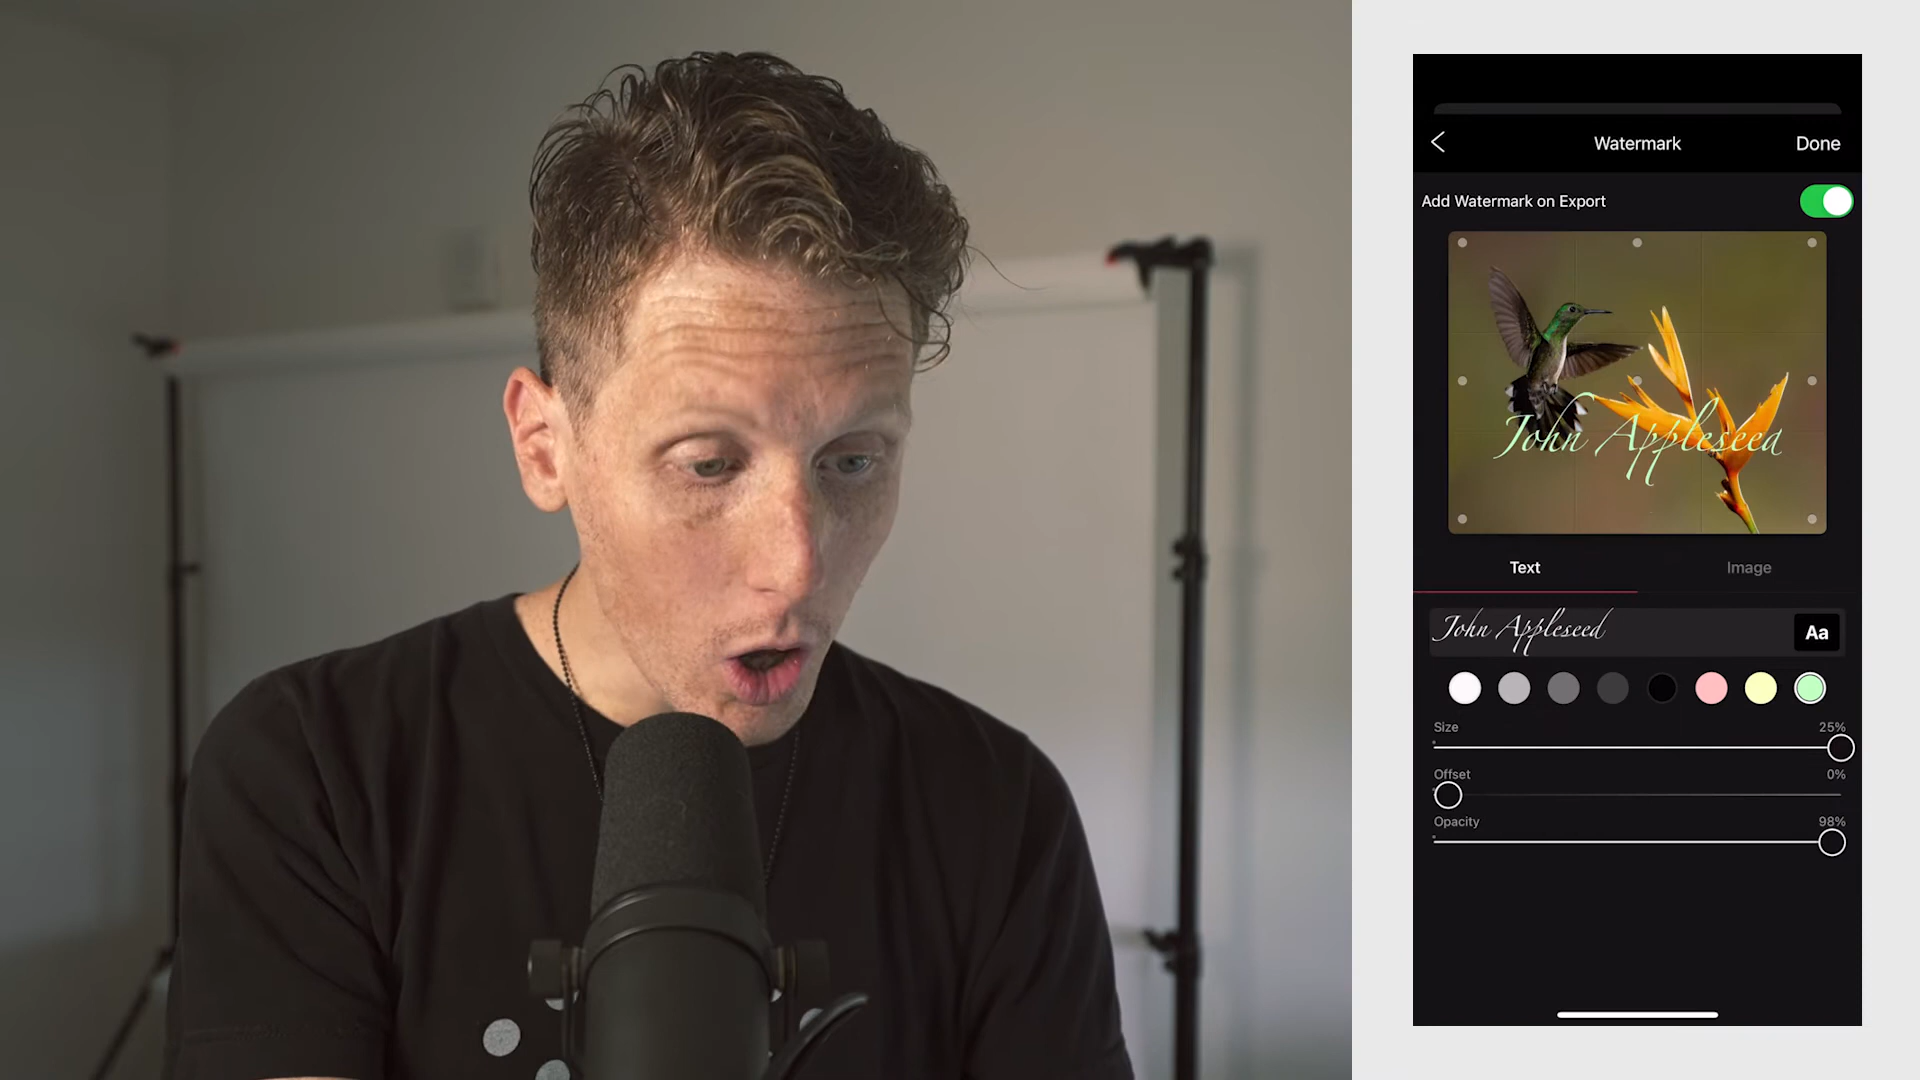 Watermark
Done
Add Watermark on Export
John Appleseed
Text
Image
John Appleseed
Aa
Size
25%
Offset
0%
Opacity
98%